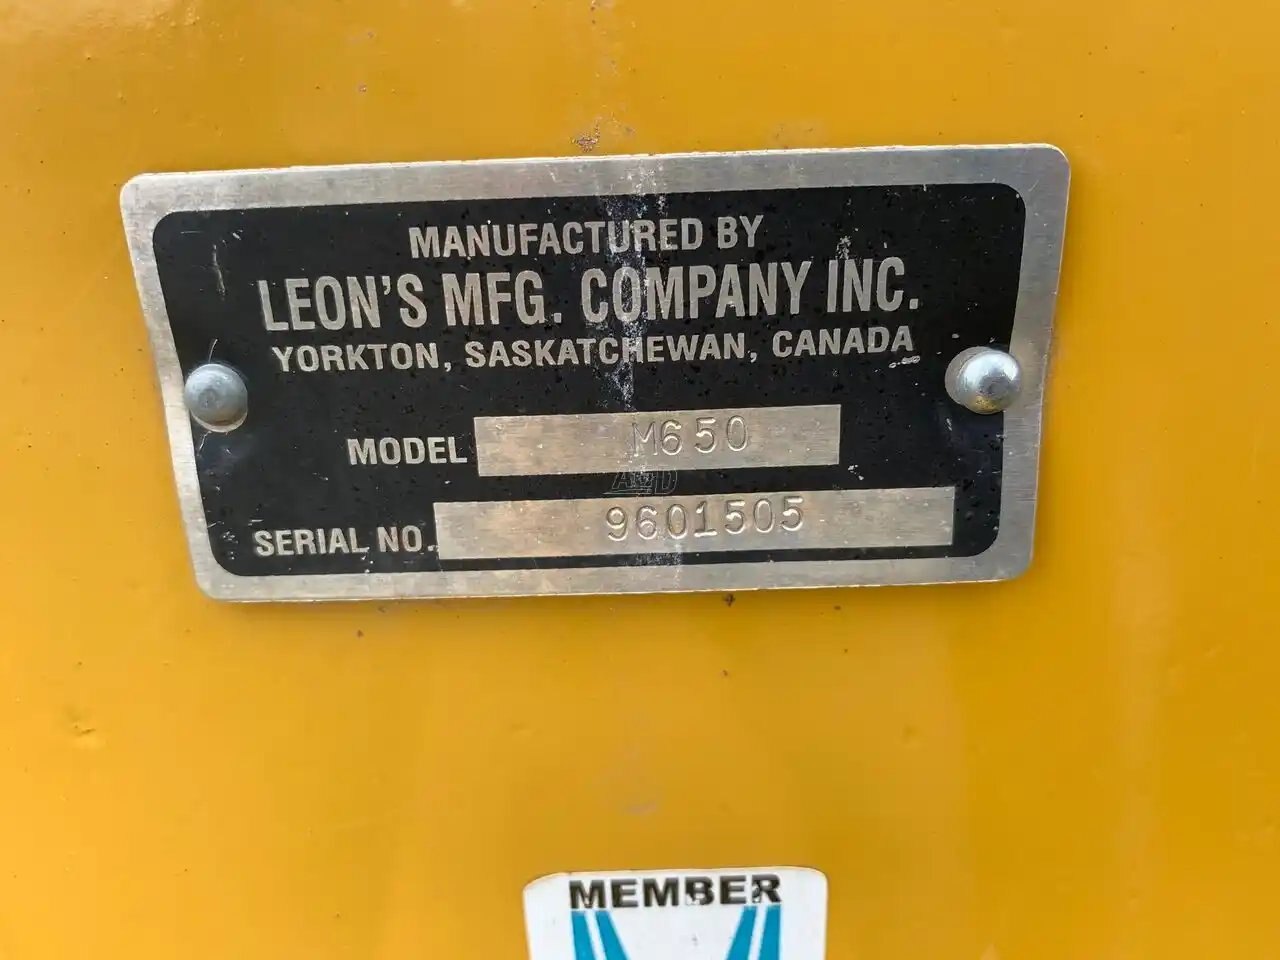 MANUFACTURED BY
LEON'S MFG. COMPANY INC.
YORKTON, SASKATCHEWAN, CANADA
MODEL M650
SERIAL NO. 9601505
MEMBER